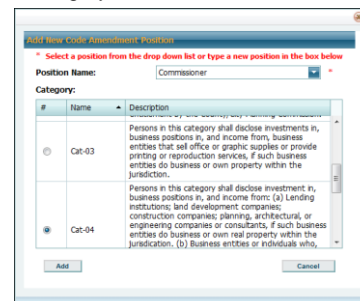 Add New Code Amendment Position
* Select a position from the drop down list or type a new position in the box below
Position Name: Commissioner *
Category:
# Name Description
Persons in this category shall disclose investments in,
business positions in, and income from, business
entities that sell office or graphic supplies or provide
printing or reproduction services, if such business
entities do business or own property within the
jurisdiction.
Cat-03
Persons in this category shall disclose investment in,
business positions in, and income from: (a) Lending
institutions; land development companies;
construction companies; planning, architectural, or
engineering companies or consultants, if such business
entities do business or own real property within the
jurisdication. (b) Business entities or individuals who,
Cat-04
Add Cancel